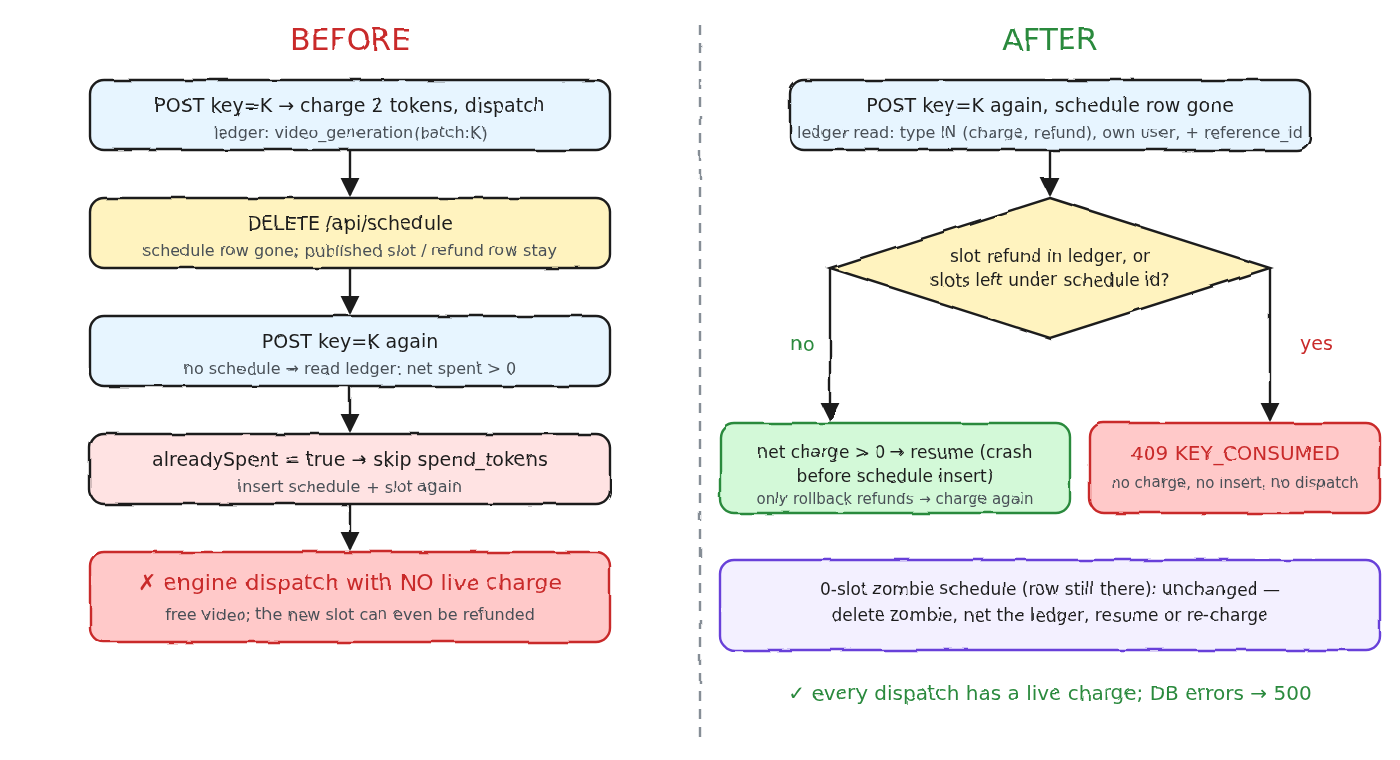 BEFORE
POST key=K → charge 2 tokens, dispatch
ledger: video_generation(batch:K)
DELETE /api/schedule
schedule row gone; published slot / refund row stay
POST key=K again
no schedule → read ledger: net spent > 0
alreadySpent = true → skip spend_tokens
insert schedule + slot again
✗ engine dispatch with NO live charge
free video; the new slot can even be refunded
AFTER
POST key=K again, schedule row gone
ledger read: type IN (charge, refund), own user, + reference_id
slot refund in ledger, or
slots left under schedule id?
no
yes
net charge > 0 → resume (crash
before schedule insert)
only rollback refunds → charge again
409 KEY_CONSUMED
no charge, no insert, no dispatch
0-slot zombie schedule (row still there): unchanged —
delete zombie, net the ledger, resume or re-charge
✓ every dispatch has a live charge; DB errors → 500